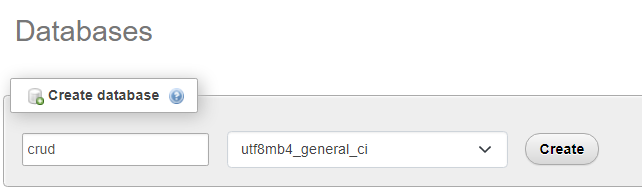 Databases
Create database
crud utf8mb4_general_ci Create